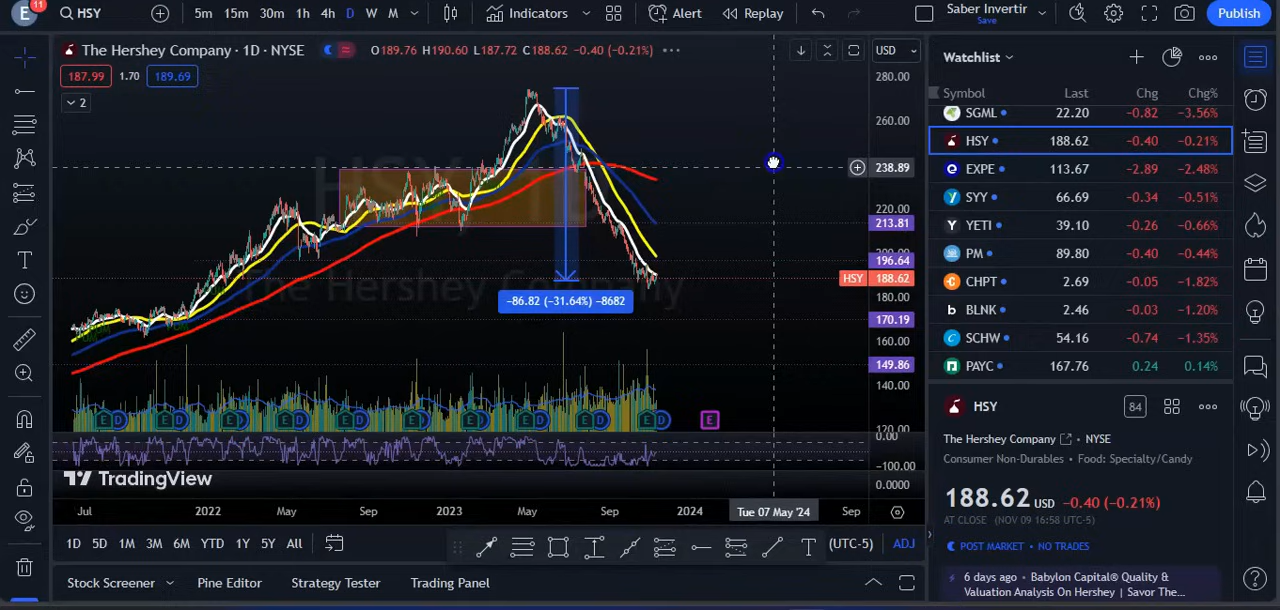 E 11 HSY 5m 15m 30m 1h 4h D W M Indicators Alert Replay Saber Invertir Save Publish
The Hershey Company · 1D · NYSE O189.76 H190.60 L187.72 C188.62 −0.40 (−0.21%) USD
187.99 1.70 189.69
2
280.00
260.00
238.89
220.00
213.81
200.00
196.64
HSY 188.62
180.00
170.19
160.00
149.86
140.00
120.00
0.00
−100.00
0.0000
HSY, 1D
The Hershey Company
−86.82 (−31.64%) −8682
E D E D E D E D E D E D E D E D E D E D E
TradingView
Jul 2022 May Sep 2023 May Sep 2024 Tue 07 May '24 Sep
1D 5D 1M 3M 6M YTD 1Y 5Y All (UTC-5) ADJ
Stock Screener Pine Editor Strategy Tester Trading Panel
Watchlist
Symbol Last Chg Chg%
SGML 22.20 −0.82 −3.56%
HSY 188.62 −0.40 −0.21%
EXPE 113.67 −2.89 −2.48%
SYY 66.69 −0.34 −0.51%
YETI 39.10 −0.26 −0.66%
PM 89.80 −0.40 −0.44%
CHPT 2.69 −0.05 −1.82%
BLNK 2.46 −0.03 −1.20%
SCHW 54.16 −0.74 −1.35%
PAYC 167.76 0.24 0.14%
HSY 84
The Hershey Company · NYSE
Consumer Non-Durables · Food: Specialty/Candy
188.62 USD −0.40 (−0.21%)
AT CLOSE (NOV 09 16:58 UTC-5)
POST MARKET · NO TRADES
6 days ago · Babylon Capital® Quality &
Valuation Analysis On Hershey | Savor The...